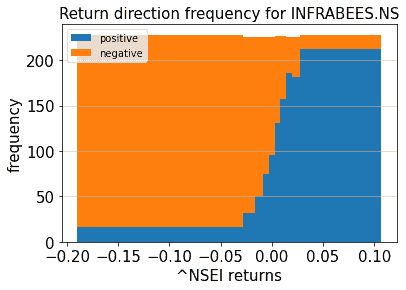 Return direction frequency for INFRABEES.NS
positive
negative
frequency
200
150
100
50
0
−0.20 −0.15 −0.10 −0.05 0.00 0.05 0.10
^NSEI returns